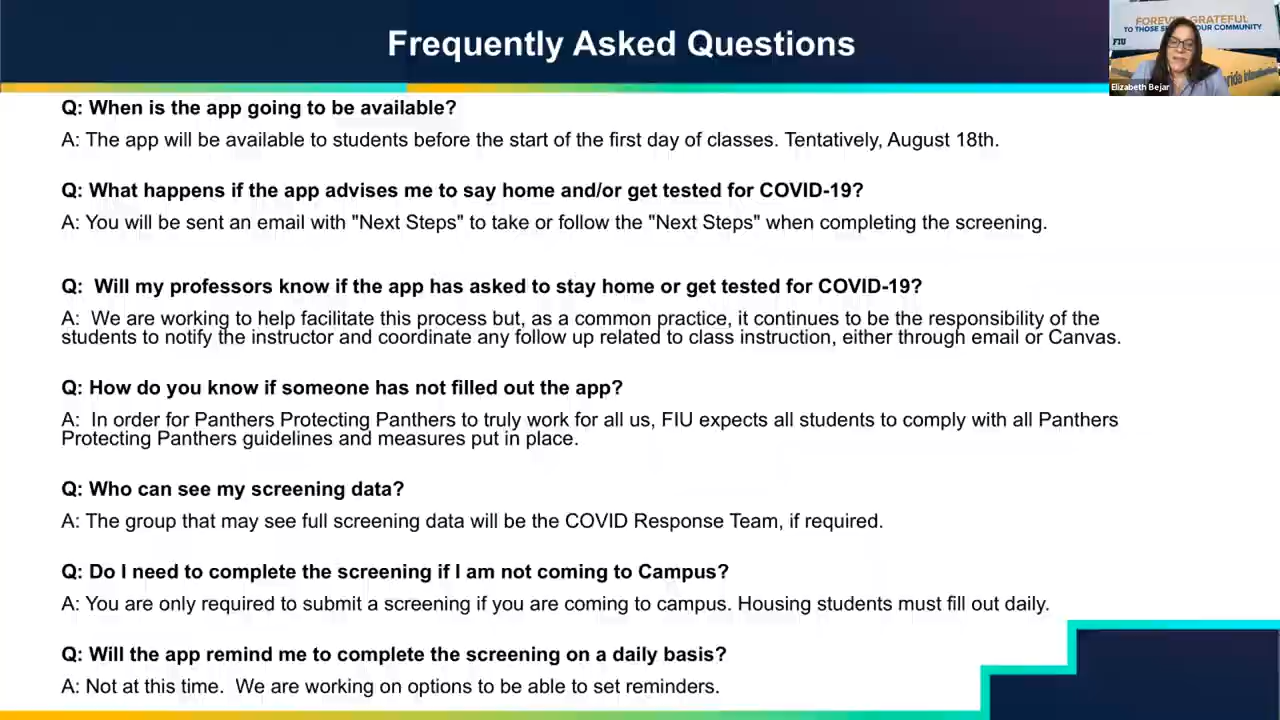 Frequently Asked Questions
FOREVER GRATEFUL
TO THOSE S OUR COMMUNITY
FIU
Elizabeth Bejar
Q: When is the app going to be available?
A: The app will be available to students before the start of the first day of classes. Tentatively, August 18th.
Q: What happens if the app advises me to say home and/or get tested for COVID-19?
A: You will be sent an email with "Next Steps" to take or follow the "Next Steps" when completing the screening.
Q:  Will my professors know if the app has asked to stay home or get tested for COVID-19?
A:  We are working to help facilitate this process but, as a common practice, it continues to be the responsibility of the
students to notify the instructor and coordinate any follow up related to class instruction, either through email or Canvas.
Q: How do you know if someone has not filled out the app?
A:  In order for Panthers Protecting Panthers to truly work for all us, FIU expects all students to comply with all Panthers
Protecting Panthers guidelines and measures put in place.
Q: Who can see my screening data?
A: The group that may see full screening data will be the COVID Response Team, if required.
Q: Do I need to complete the screening if I am not coming to Campus?
A: You are only required to submit a screening if you are coming to campus. Housing students must fill out daily.
Q: Will the app remind me to complete the screening on a daily basis?
A: Not at this time.  We are working on options to be able to set reminders.